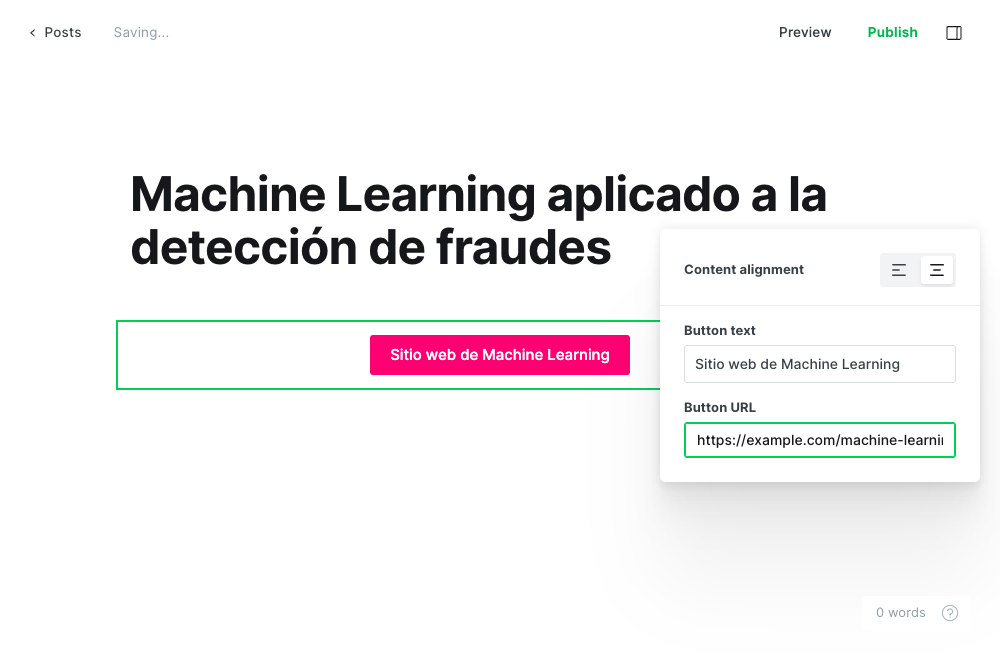 Posts
Saving...
Preview
Publish
Machine Learning aplicado a la
detección de fraudes
Content alignment
Sitio web de Machine Learning
Button text
Sitio web de Machine Learning
Button URL
https://example.com/machine-learni
0 words